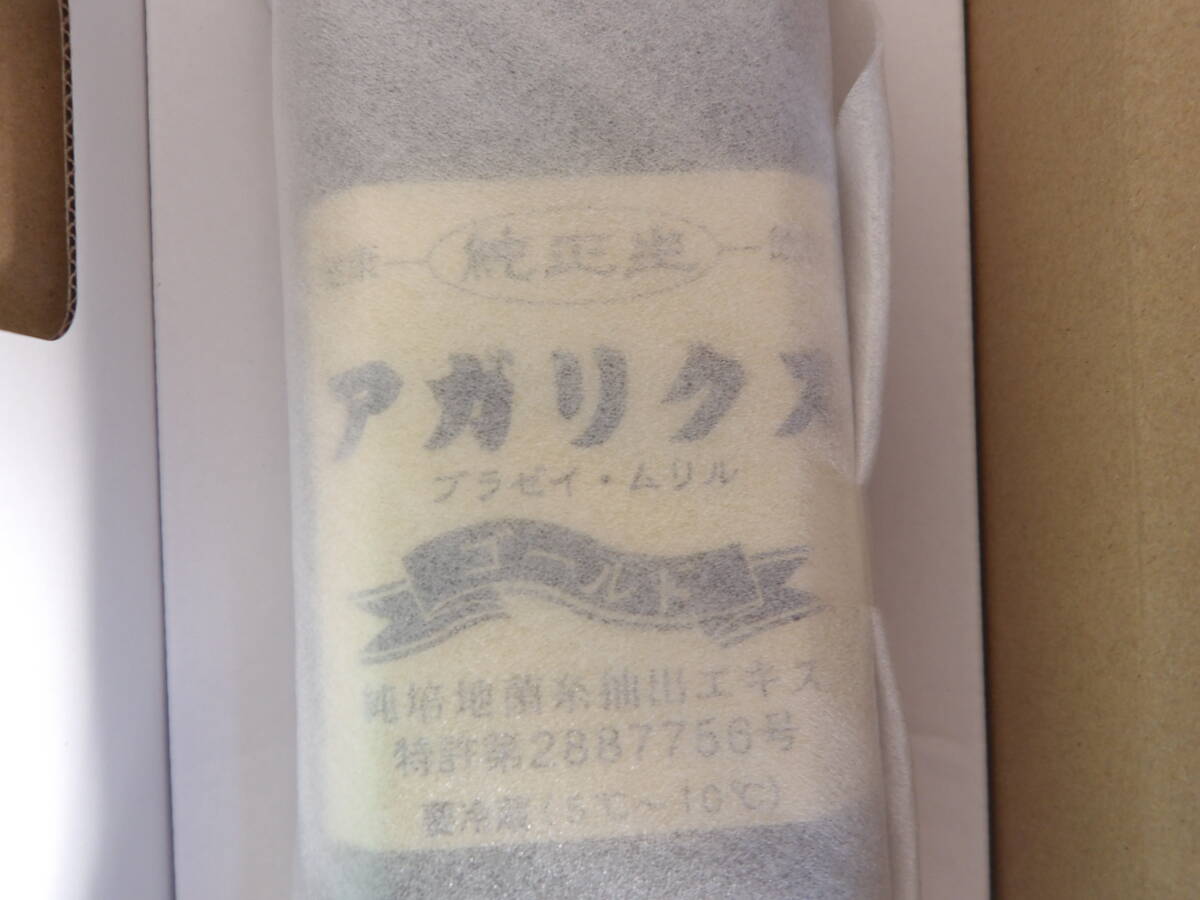 純正生
アガリクス
ブラゼイ・ムリル
ゴールド
純培地菌糸抽出エキス
特許第2887756号
要冷蔵(5℃~10℃)